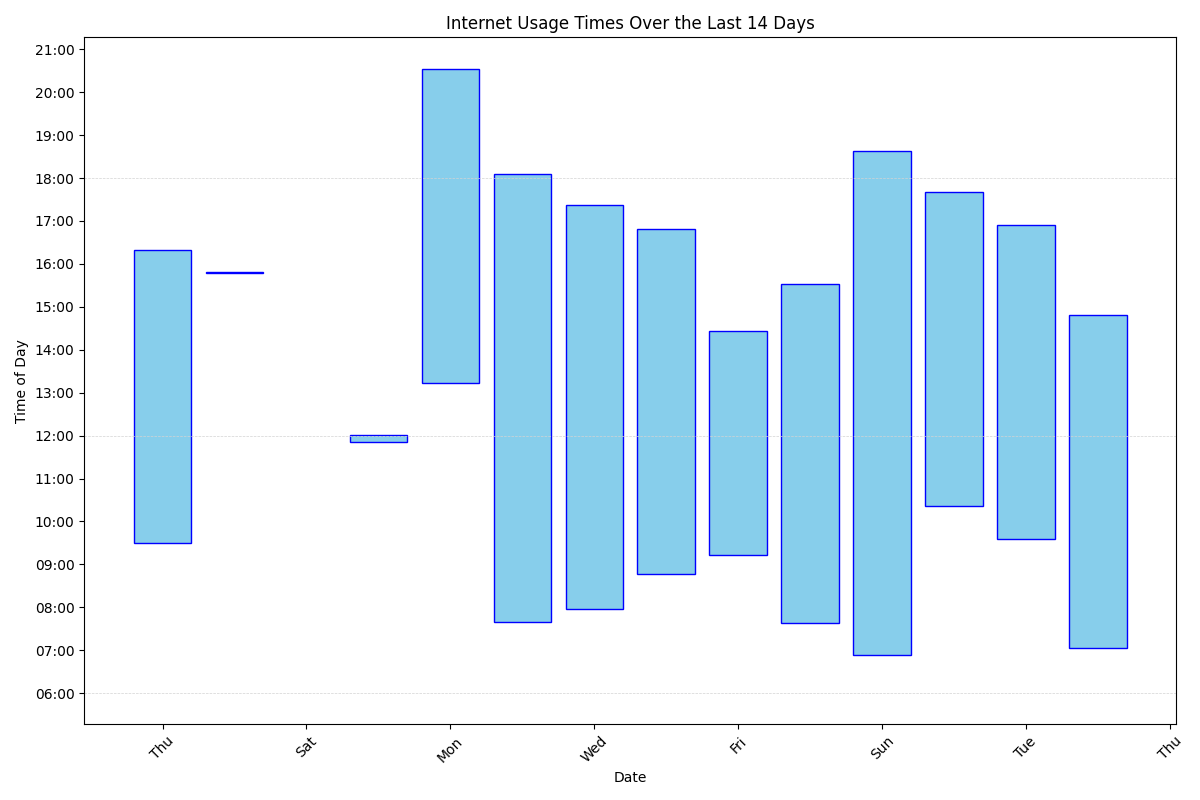 Internet Usage Times Over the Last 14 Days
21:00
20:00
19:00
18:00
17:00
16:00
15:00
14:00
13:00
12:00
11:00
10:00
09:00
08:00
07:00
06:00
Time of Day
Thu
Sat
Mon
Wed
Fri
Sun
Tue
Thu
Date